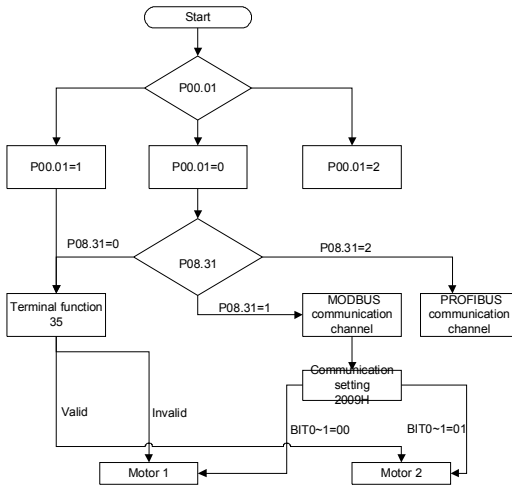 Start
P00.01
P00.01=1
P00.01=0
P00.01=2
P08.31=0
P08.31
P08.31=2
Terminal function
35
P08.31=1
MODBUS
communication
channel
PROFIBUS
communication
channel
Communication
setting
2009H
Valid
Invalid
BIT0~1=00
BIT0~1=01
Motor 1
Motor 2